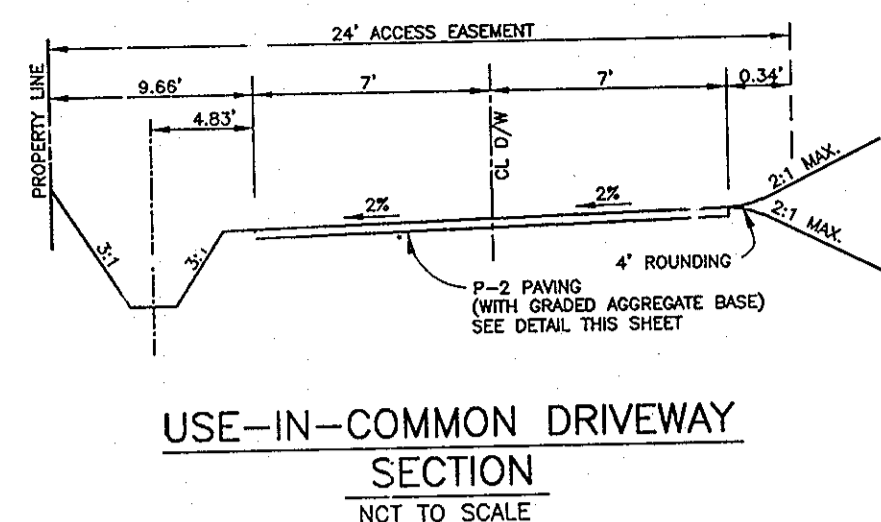 24' ACCESS EASEMENT
PROPERTY LINE
9.66'
7'
7'
0.34'
4.83'
CL D/W
2:1 MAX.
2%
2%
2:1 MAX.
3:1
3:1
4' ROUNDING
P-2 PAVING
(WITH GRADED AGGREGATE BASE)
SEE DETAIL THIS SHEET
USE-IN-COMMON DRIVEWAY
SECTION
NCT TO SCALE